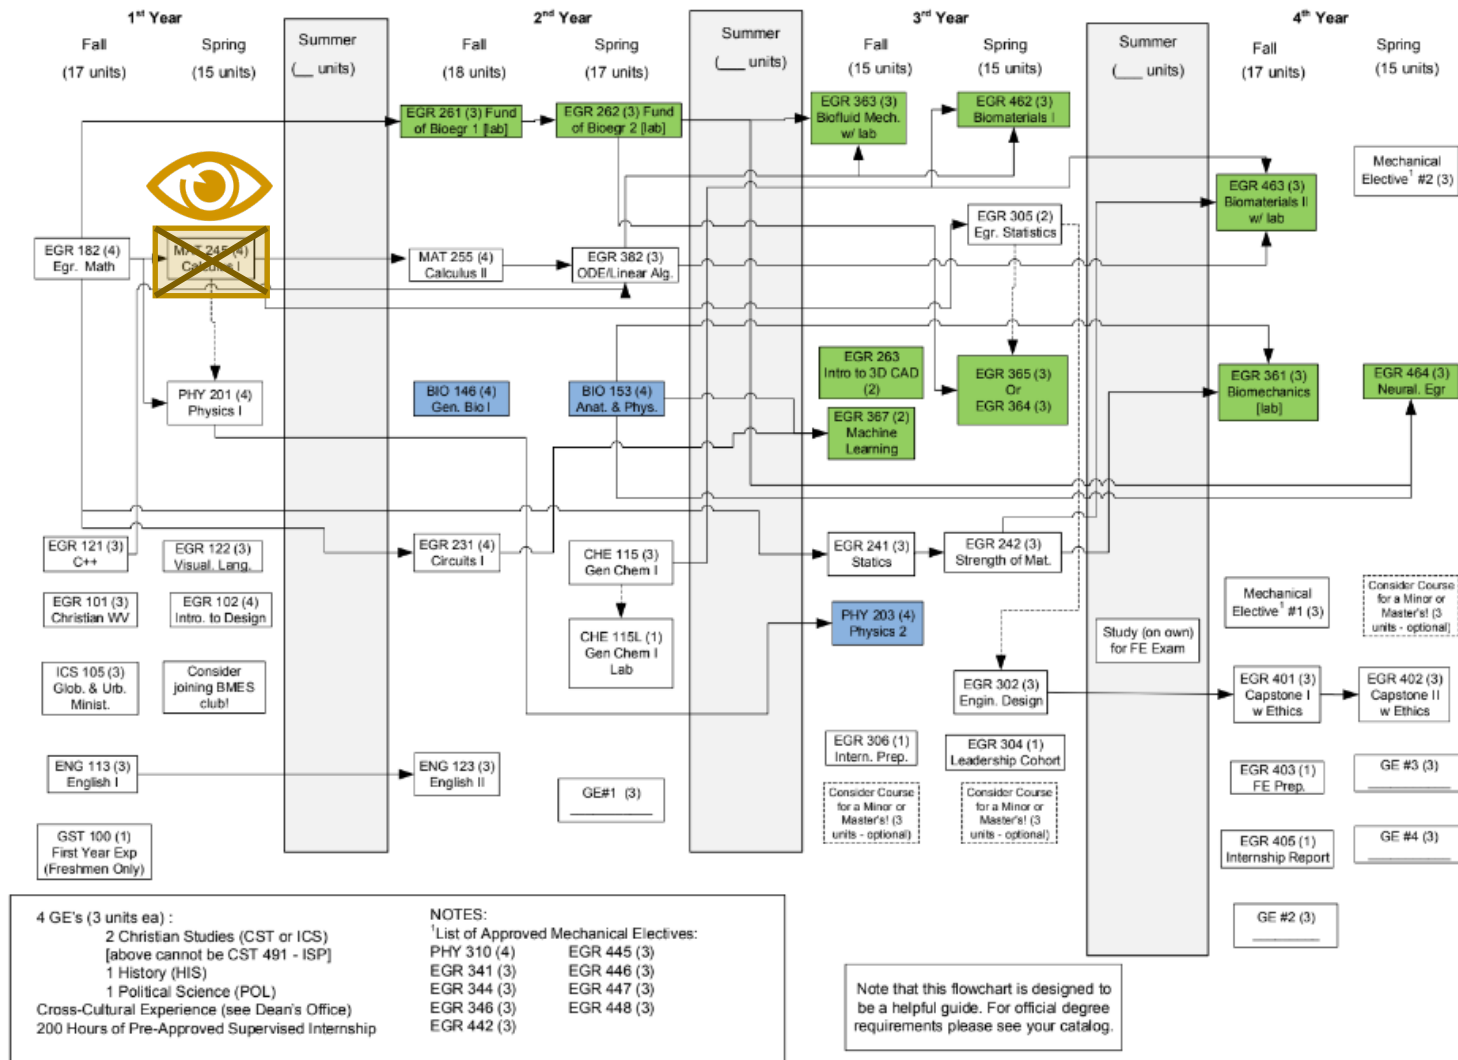 1st Year
2nd Year
3rd Year
4th Year
Fall
(17 units)
Spring
(15 units)
Summer
(__ units)
Fall
(18 units)
Spring
(17 units)
Summer
(___ units)
Fall
(15 units)
Spring
(15 units)
Summer
(___ units)
Fall
(17 units)
Spring
(15 units)
EGR 261 (3) Fund
of Bioegr 1 [lab]
EGR 262 (3) Fund
of Bioegr 2 [lab]
EGR 363 (3)
Biofluid Mech.
w/ lab
EGR 462 (3)
Biomaterials I
Mechanical
Elective1 #2 (3)
EGR 463 (3)
Biomaterials II
w/ lab
EGR 305 (2)
Egr. Statistics
EGR 182 (4)
Egr. Math
MAT 245 (4)
Calculus I
MAT 255 (4)
Calculus II
EGR 382 (3)
ODE/Linear Alg.
EGR 263
Intro to 3D CAD
(2)
EGR 365 (3)
Or
EGR 364 (3)
EGR 361 (3)
Biomechanics
[lab]
EGR 464 (3)
Neural. Egr
PHY 201 (4)
Physics I
BIO 146 (4)
Gen. Bio I
BIO 153 (4)
Anat. & Phys.
EGR 367 (2)
Machine
Learning
EGR 121 (3)
C++
EGR 122 (3)
Visual. Lang.
EGR 231 (4)
Circuits I
CHE 115 (3)
Gen Chem I
EGR 241 (3)
Statics
EGR 242 (3)
Strength of Mat.
EGR 101 (3)
Christian WV
EGR 102 (4)
Intro. to Design
CHE 115L (1)
Gen Chem I
Lab
PHY 203 (4)
Physics 2
Study (on own)
for FE Exam
Mechanical
Elective1 #1 (3)
Consider Course
for a Minor or
Master's! (3
units - optional)
ICS 105 (3)
Glob. & Urb.
Minist.
Consider
joining BMES
club!
EGR 302 (3)
Engin. Design
EGR 401 (3)
Capstone I
w Ethics
EGR 402 (3)
Capstone II
w Ethics
ENG 113 (3)
English I
ENG 123 (3)
English II
GE#1 (3)
EGR 306 (1)
Intern. Prep.
EGR 304 (1)
Leadership Cohort
EGR 403 (1)
FE Prep.
GE #3 (3)
Consider Course
for a Minor or
Master's! (3
units - optional)
Consider Course
for a Minor or
Master's! (3
units - optional)
GST 100 (1)
First Year Exp
(Freshmen Only)
EGR 405 (1)
Internship Report
GE #4 (3)
GE #2 (3)
4 GE's (3 units ea) :
2 Christian Studies (CST or ICS)
[above cannot be CST 491 - ISP]
1 History (HIS)
1 Political Science (POL)
Cross-Cultural Experience (see Dean's Office)
200 Hours of Pre-Approved Supervised Internship
NOTES:
1List of Approved Mechanical Electives:
PHY 310 (4) EGR 445 (3)
EGR 341 (3) EGR 446 (3)
EGR 344 (3) EGR 447 (3)
EGR 346 (3) EGR 448 (3)
EGR 442 (3)
Note that this flowchart is designed to
be a helpful guide. For official degree
requirements please see your catalog.